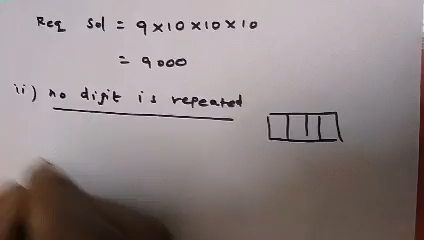 Req Sol = 9×10×10×10
= 9000
ii) no digit is repeated